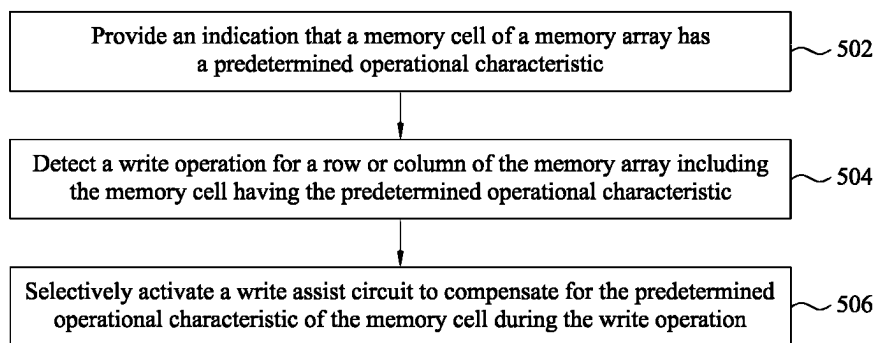 Provide an indication that a memory cell of a memory array has
a predetermined operational characteristic
502
Detect a write operation for a row or column of the memory array including
the memory cell having the predetermined operational characteristic
504
Selectively activate a write assist circuit to compensate for the predetermined
operational characteristic of the memory cell during the write operation
506